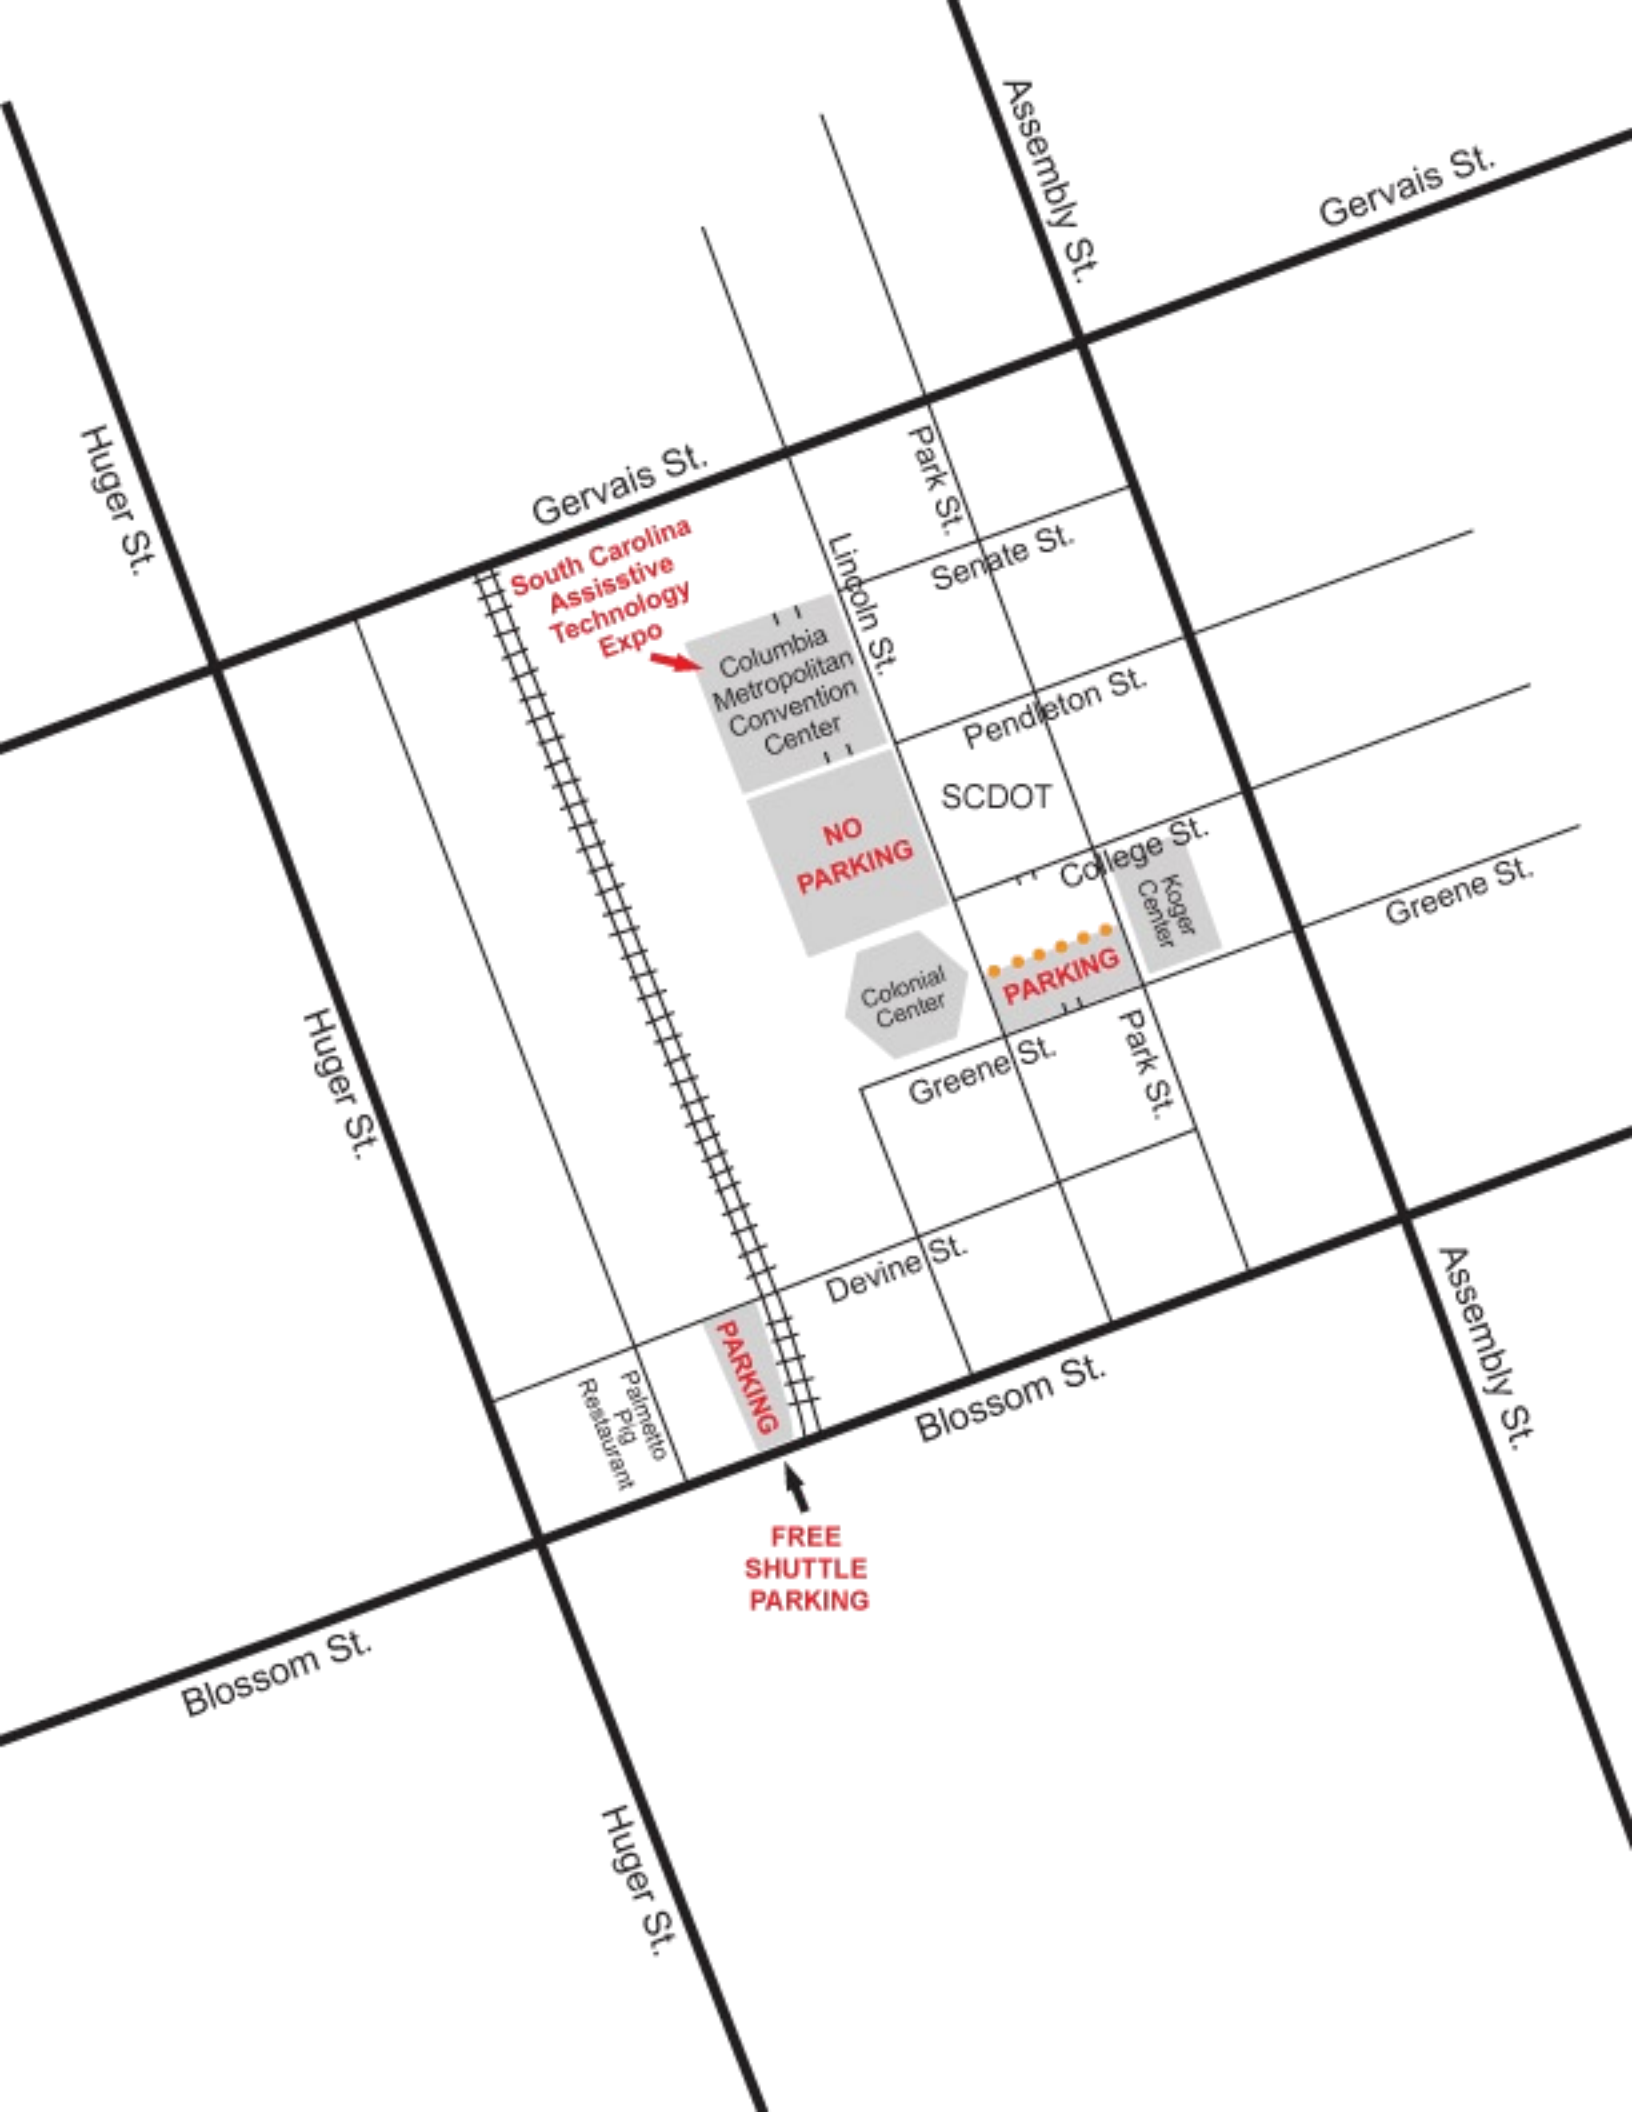 Assembly St.
Gervais St.
Huger St.
Gervais St.
Park St.
South Carolina
Assisstive
Technology
Expo
Lincoln St.
Senate St.
Columbia
Metropolitan
Convention
Center
Pendleton St.
SCDOT
NO
PARKING
College St.
Koger
Center
Greene St.
PARKING
Colonial
Center
Huger St.
Greene St.
Park St.
Devine St.
Assembly St.
PARKING
Palmetto
Pig
Restaurant
Blossom St.
FREE
SHUTTLE
PARKING
Blossom St.
Huger St.